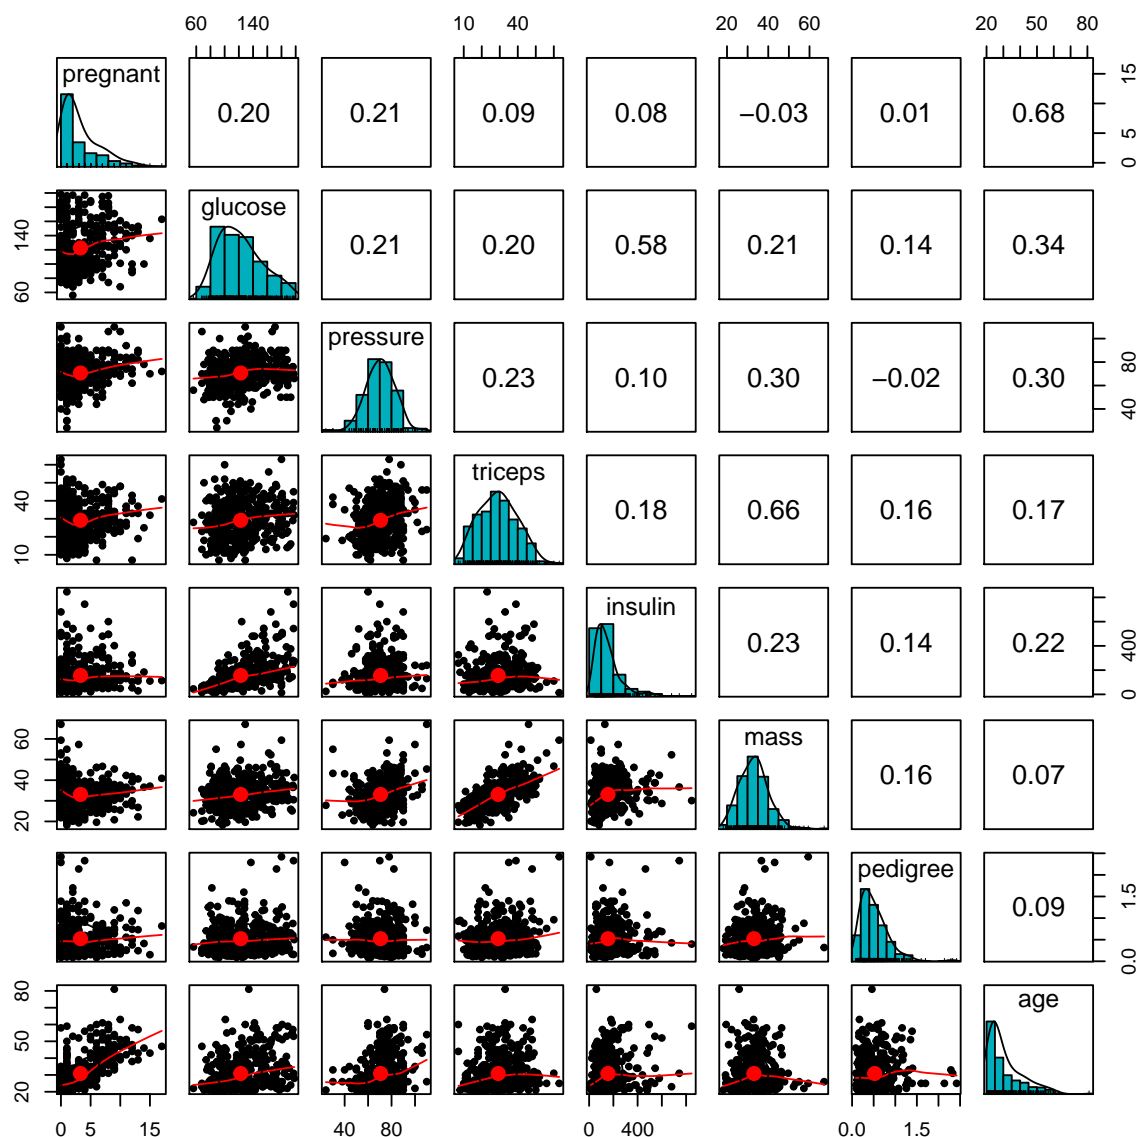 60 140 10 40 20 40 60 20 40 60 80
pregnant 0.20 0.21 0.09 0.08 −0.03 0.01 0.68 0 5 15
60 140 glucose 0.21 0.20 0.58 0.21 0.14 0.34
pressure 0.23 0.10 0.30 −0.02 0.30 40 80
10 40 triceps 0.18 0.66 0.16 0.17
insulin 0.23 0.14 0.22 0 400
20 40 60 mass 0.16 0.07
pedigree 0.09 0.0 1.5
20 50 80 age
0 5 15 40 80 0 400 0.0 1.5